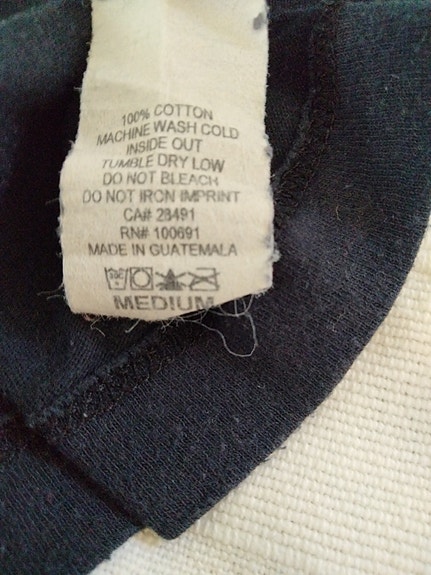 100% COTTON
MACHINE WASH COLD
INSIDE OUT
TUMBLE DRY LOW
DO NOT BLEACH
DO NOT IRON IMPRINT
CA# 28491
RN# 100691
MADE IN GUATEMALA
MEDIUM